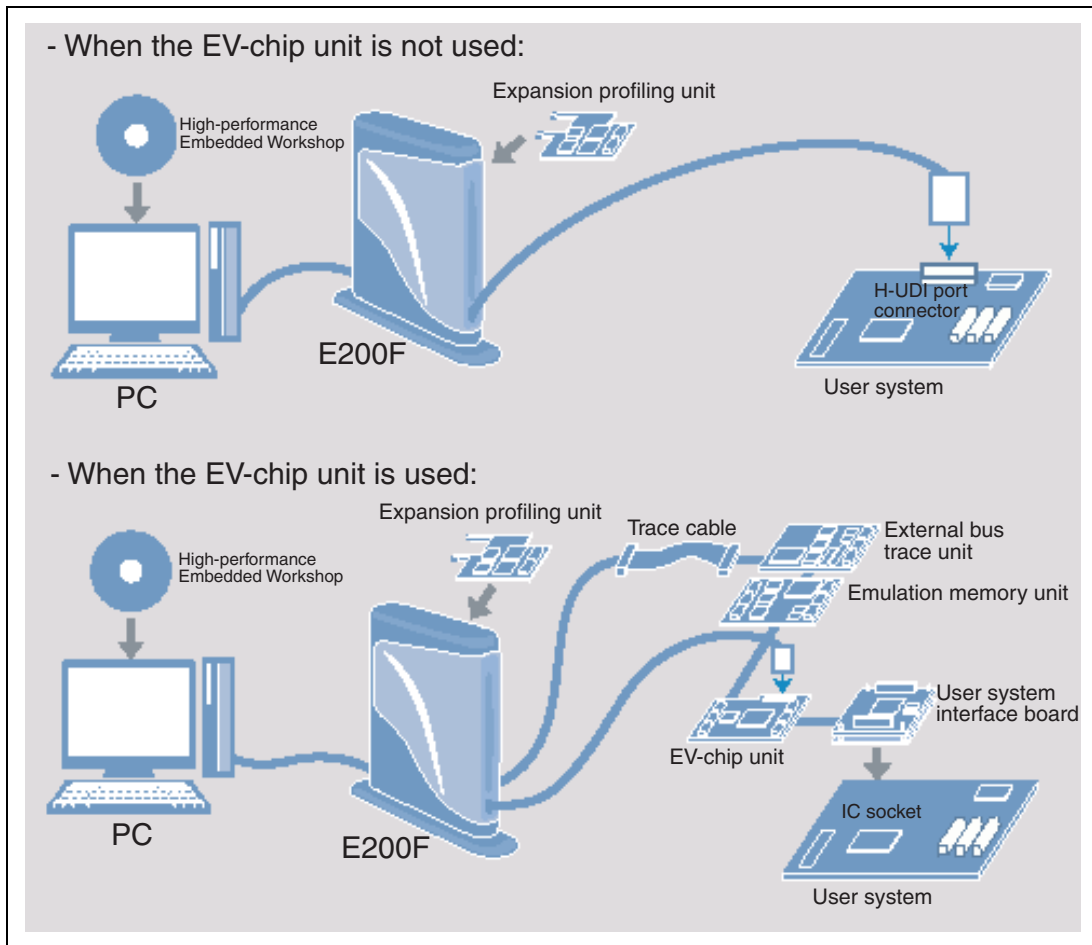 - When the EV-chip unit is not used:
Expansion profiling unit
High-performance
Embedded Workshop
H-UDI port
connector
E200F
User system
PC
- When the EV-chip unit is used:
Expansion profiling unit
Trace cable
External bus
trace unit
High-performance
Embedded Workshop
Emulation memory unit
User system
interface board
EV-chip unit
IC socket
PC
E200F
User system